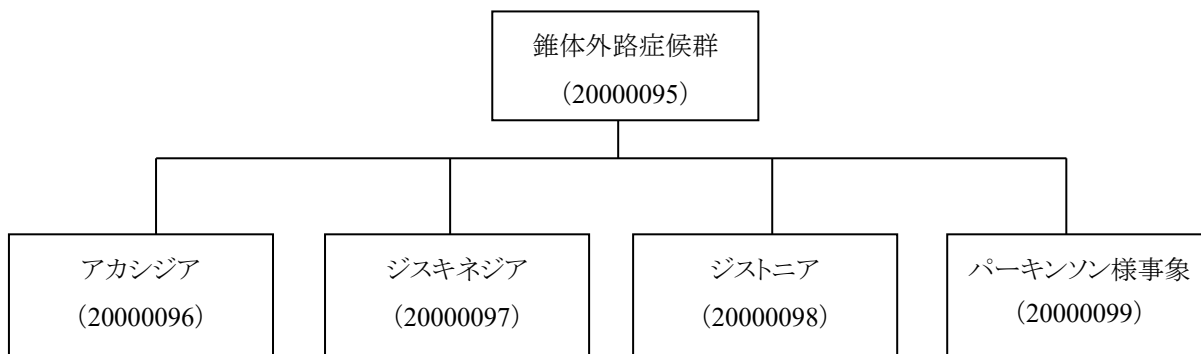 錐体外路症候群
(20000095)
アカシジア
(20000096)
ジスキネジア
(20000097)
ジストニア
(20000098)
パーキンソン様事象
(20000099)